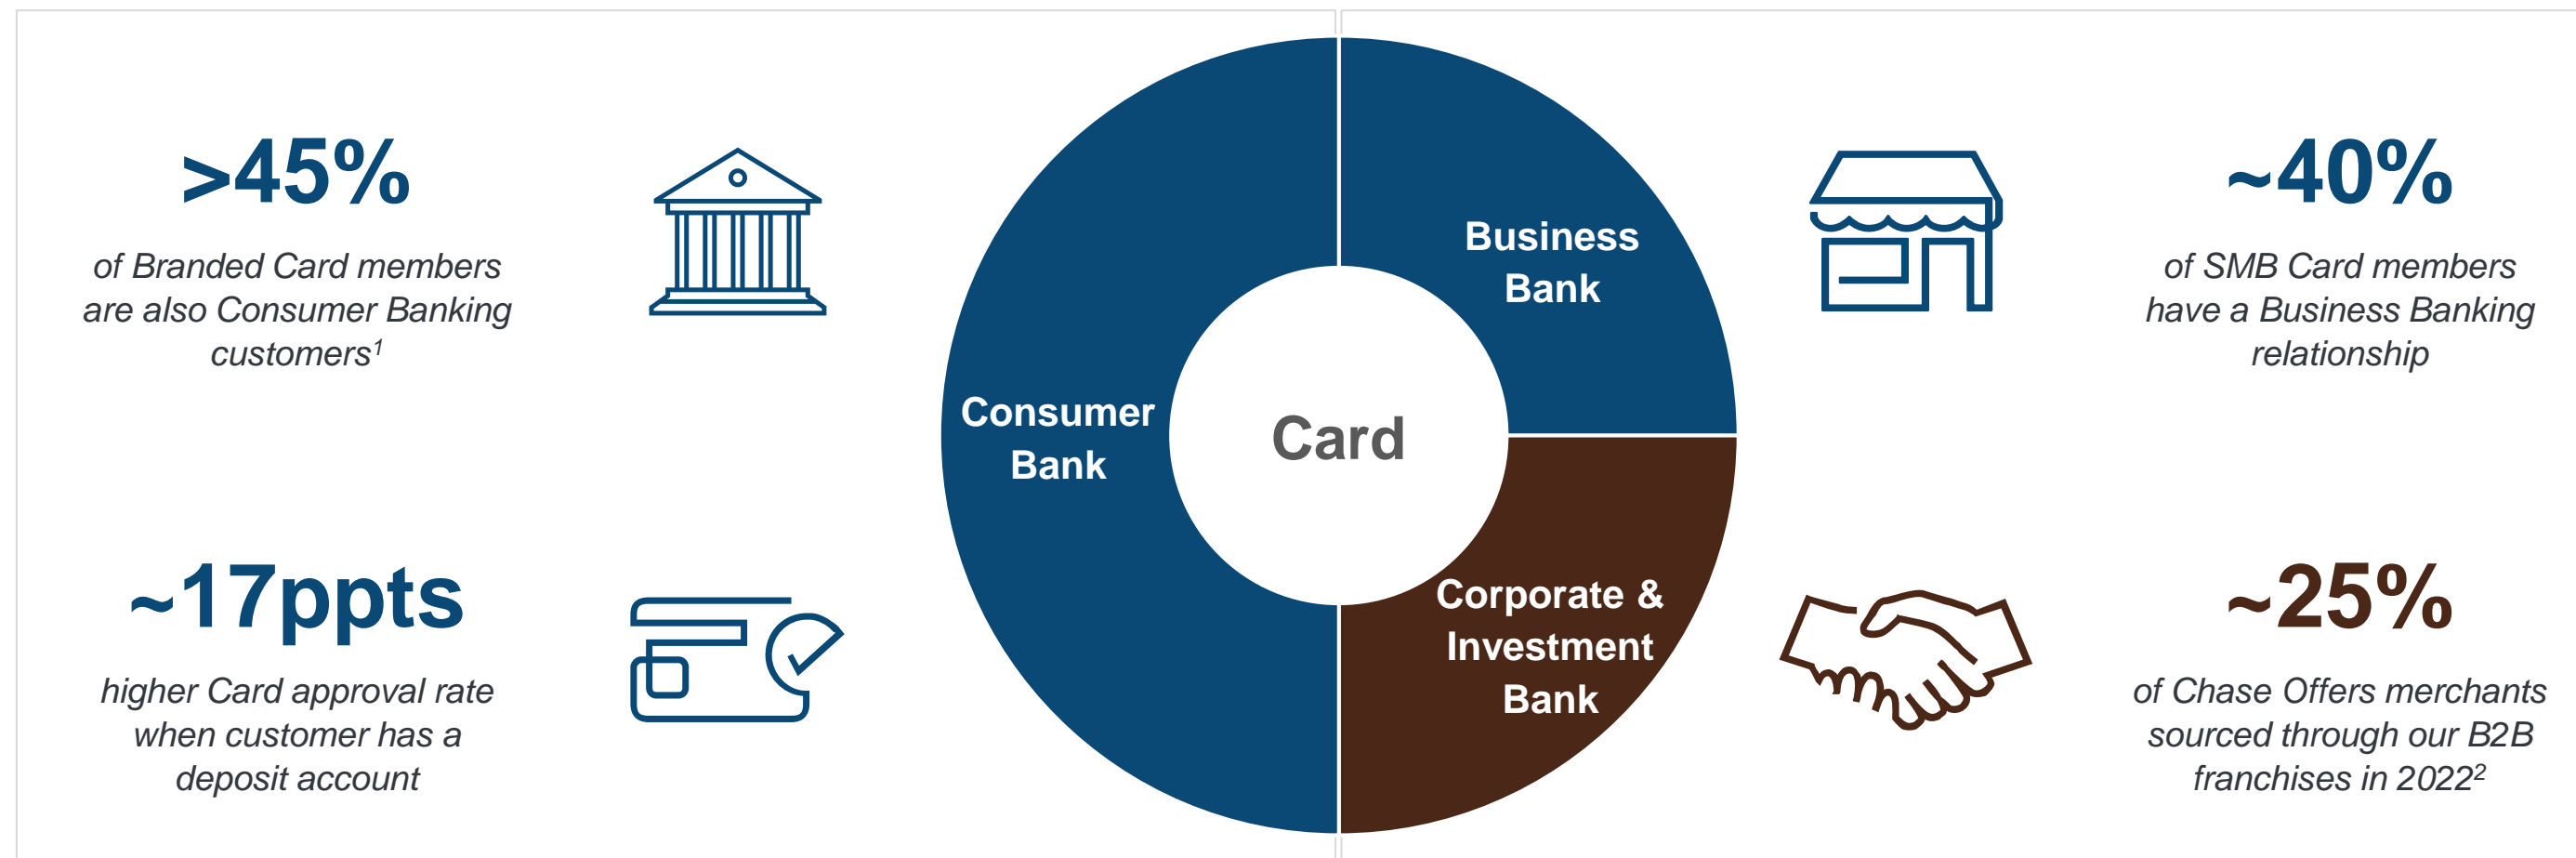 >45%
of Branded Card members
are also Consumer Banking
customers¹
~17ppts
higher Card approval rate
when customer has a
deposit account
Consumer
Bank
Card
Business
Bank
Corporate &
Investment
Bank
~40%
of SMB Card members
have a Business Banking
relationship
~25%
of Chase Offers merchants
sourced through our B2B
franchises in 2022²